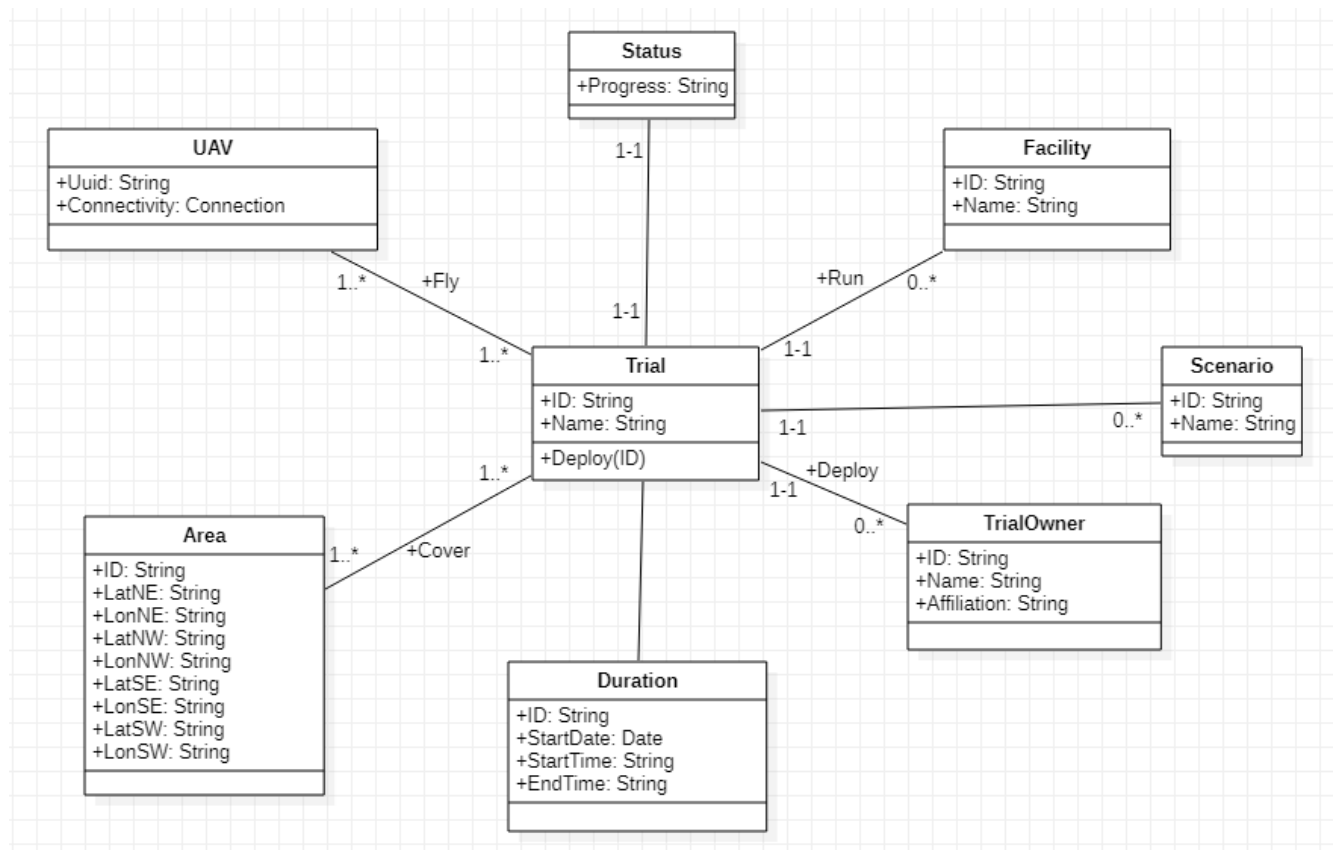 Status
+Progress: String
1-1
UAV
+Uuid: String
+Connectivity: Connection
Facility
+ID: String
+Name: String
1..*
+Fly
1..*
1-1
+Run
0..*
1-1
Trial
+ID: String
+Name: String
+Deploy(ID)
Scenario
+ID: String
+Name: String
1-1
0..*
+Deploy
1-1
0..*
TrialOwner
+ID: String
+Name: String
+Affiliation: String
1..*
+Cover
1..*
Area
+ID: String
+LatNE: String
+LonNE: String
+LatNW: String
+LonNW: String
+LatSE: String
+LonSE: String
+LatSW: String
+LonSW: String
Duration
+ID: String
+StartDate: Date
+StartTime: String
+EndTime: String